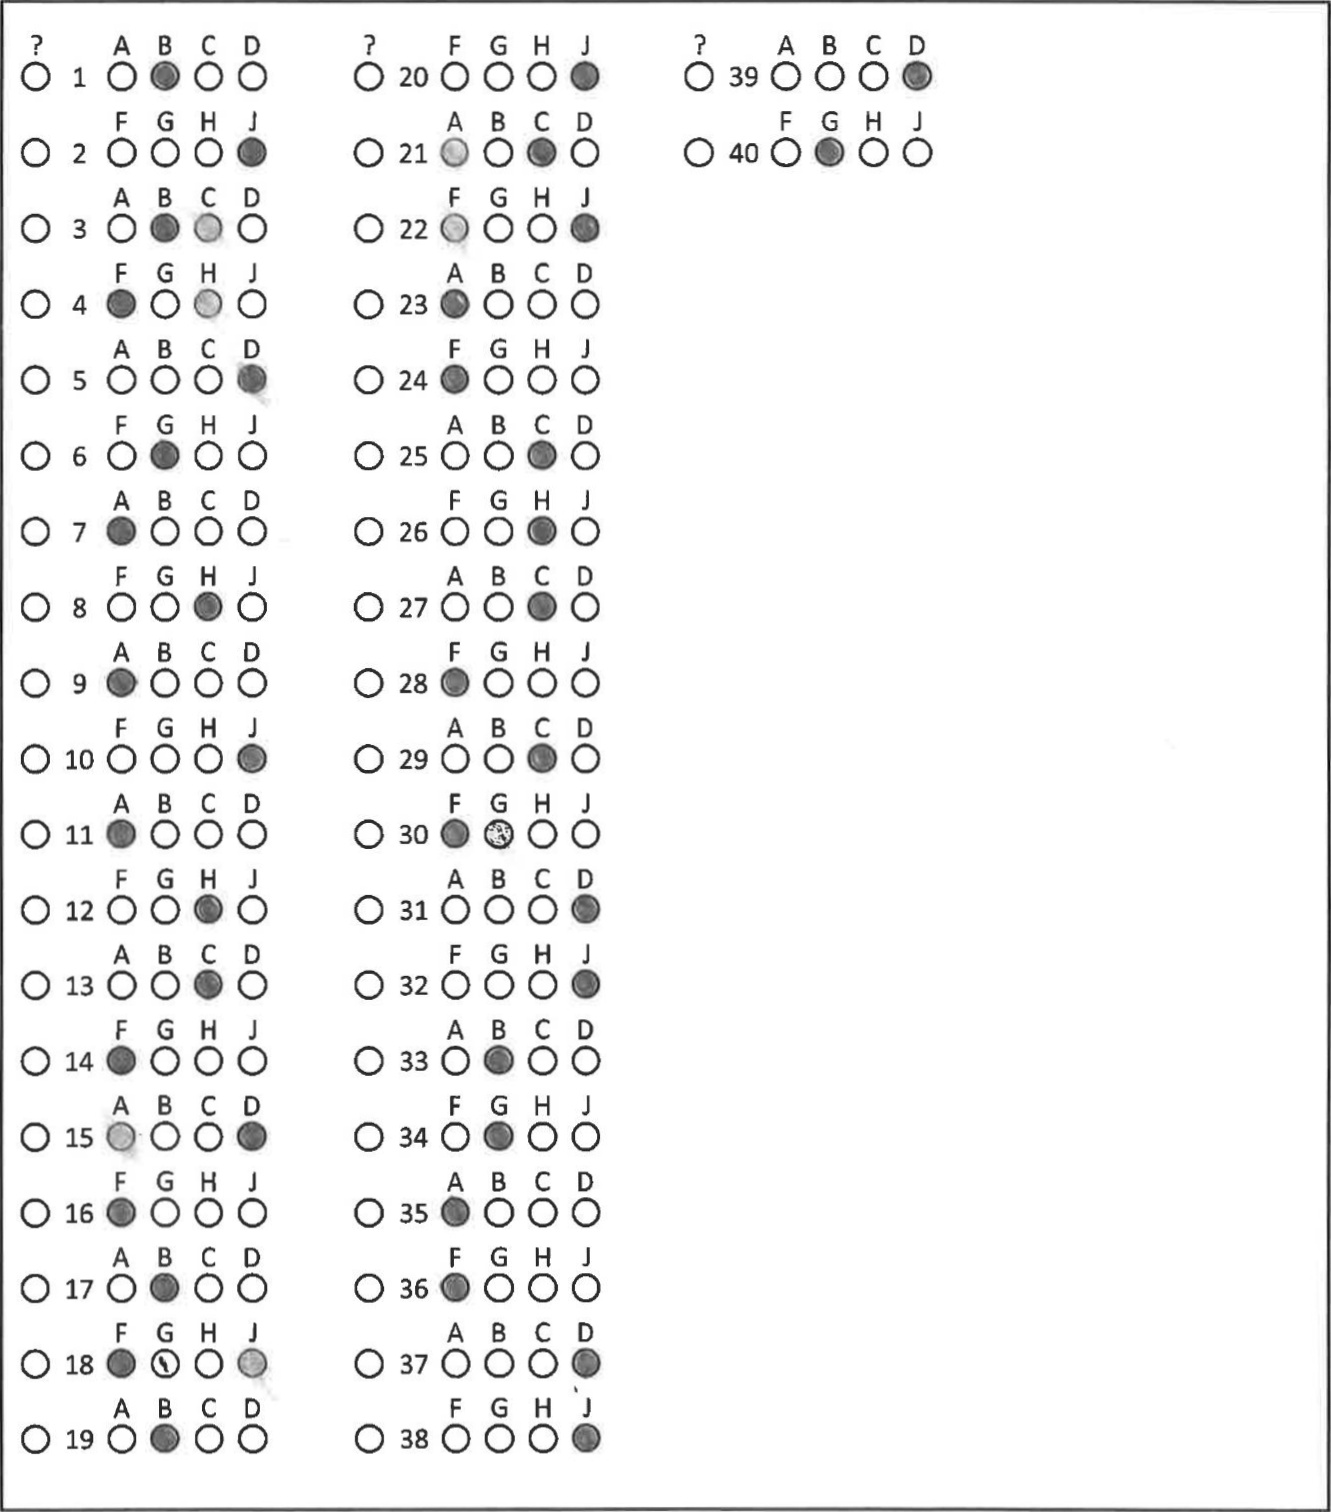 ? A B C D
1
F G H J
2
A B C D
3
F G H J
4
A B C D
5
F G H J
6
A B C D
7
F G H J
8
A B C D
9
F G H J
10
A B C D
11
F G H J
12
A B C D
13
F G H J
14
A B C D
15
F G H J
16
A B C D
17
F G H J
18
A B C D
19
? F G H J
20
A B C D
21
F G H J
22
A B C D
23
F G H J
24
A B C D
25
F G H J
26
A B C D
27
F G H J
28
A B C D
29
F G H J
30
A B C D
31
F G H J
32
A B C D
33
F G H J
34
A B C D
35
F G H J
36
A B C D
37
F G H J
38
? A B C D
39
F G H J
40